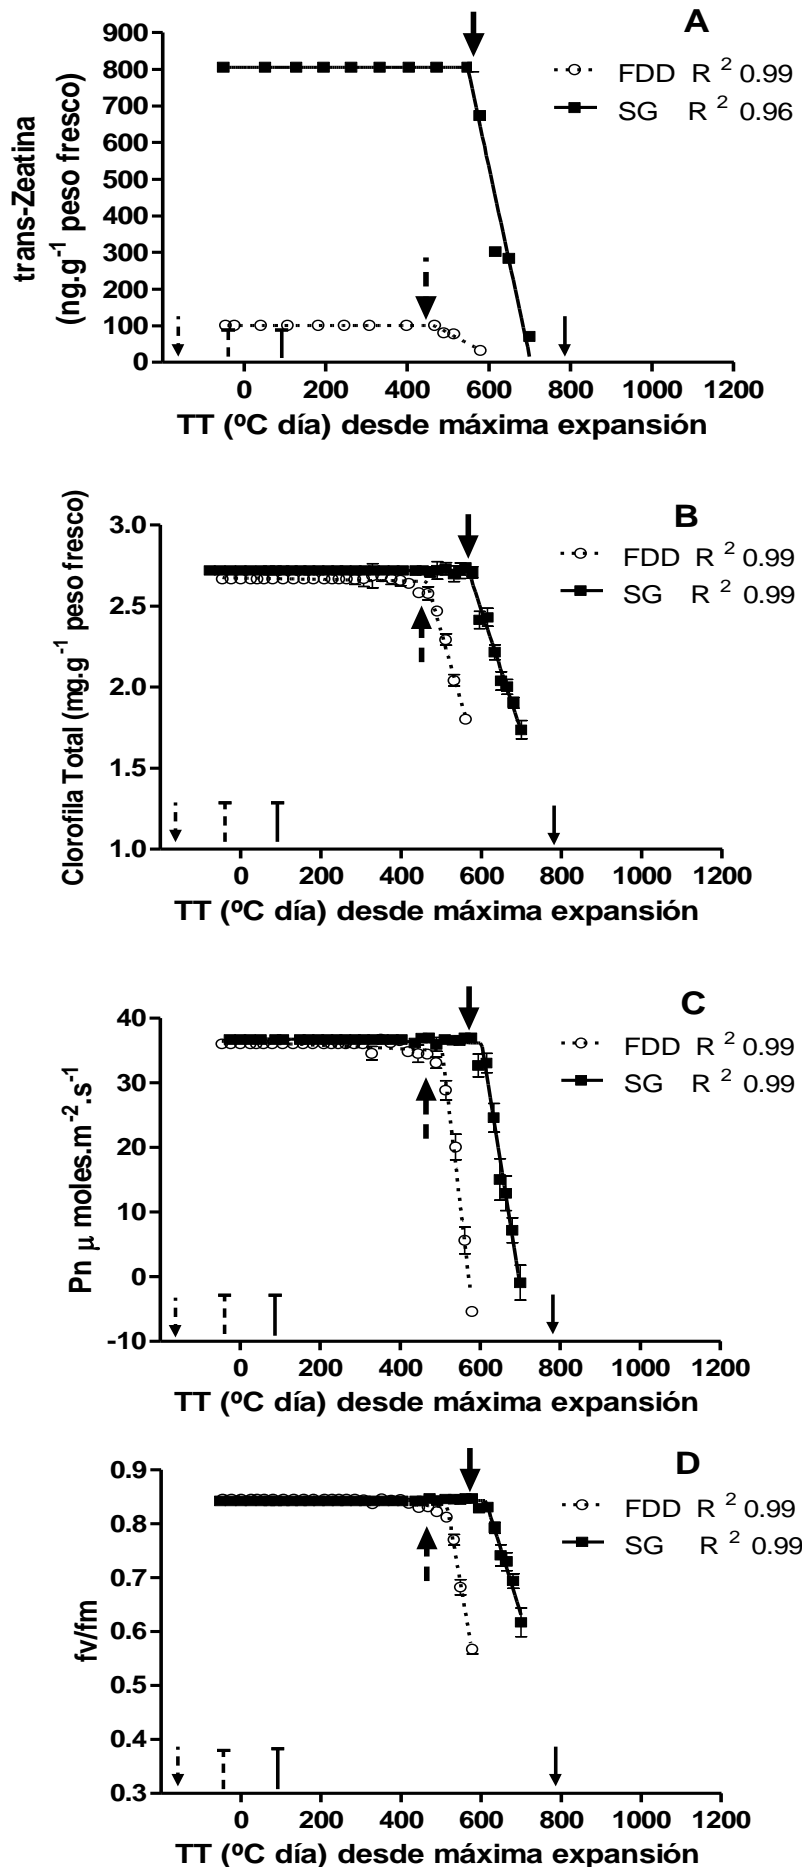 A
900
800
700
600
500
400
300
200
100
0
trans-Zeatina
(ng.g-1 peso fresco)
FDD R 2 0.99
SG R 2 0.96
0 200 400 600 800 1000 1200
TT (ºC día) desde máxima expansión
B
3.0
2.5
2.0
1.5
1.0
Clorofila Total (mg.g-1 peso fresco)
FDD R 2 0.99
SG R 2 0.99
0 200 400 600 800 1000 1200
TT (ºC día) desde máxima expansión
C
40
30
20
10
0
-10
Pn µ moles.m-2.s-1
FDD R 2 0.99
SG R 2 0.99
0 200 400 600 800 1000 1200
TT (ºC día) desde máxima expansión
D
0.9
0.8
0.7
0.6
0.5
0.4
0.3
fv/fm
FDD R 2 0.99
SG R 2 0.99
0 200 400 600 800 1000 1200
TT (ºC día) desde máxima expansión